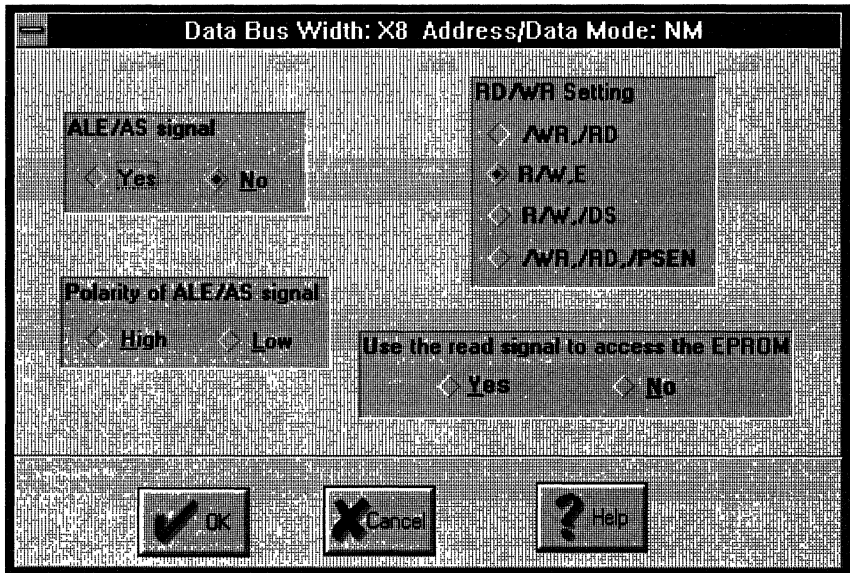 Data Bus Width: X8 Address/Data Mode: NM
ALE/AS signal
Yes No
RD/WR Setting
/WR,/RD
R/W,E
R/W,/DS
/WR,/RD,/PSEN
Polarity of ALE/AS signal
High Low
Use the read signal to access the EPROM
Yes No
OK Cancel Help